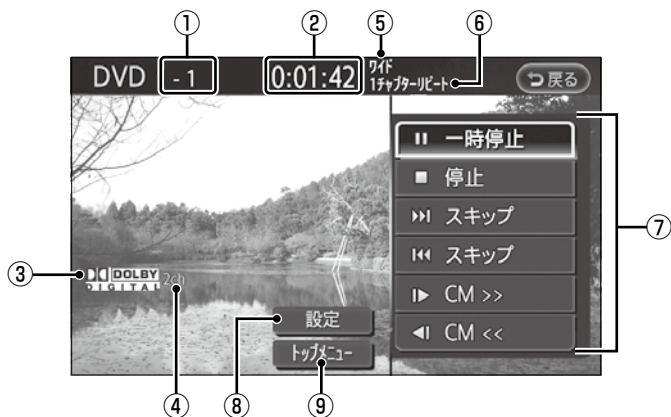 ① ② ⑤ ⑥
DVD - 1 0:01:42 ワイド
1チャプターリピート
戻る
一時停止
停止
スキップ
スキップ
CM >>
CM <<
⑦
③ DOLBY 2ch
DIGITAL
設定
トップメニュー
④ ⑧ ⑨